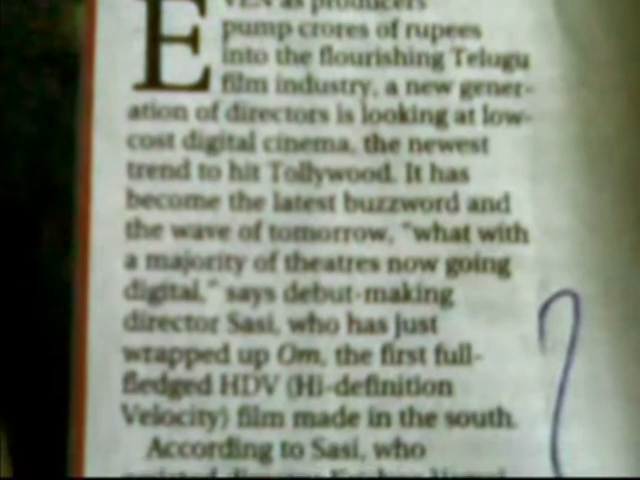 EVEN as producers
pump crores of rupees
into the flourishing Telugu
film industry, a new gener-
ation of directors is looking at low-
cost digital cinema, the newest
trend to hit Tollywood. It has
become the latest buzzword and
the wave of tomorrow, "what with
a majority of theatres now going
digital," says debut-making
director Sasi, who has just
wrapped up Om, the first full-
fledged HDV (Hi-definition
Velocity) film made in the south.
According to Sasi, who